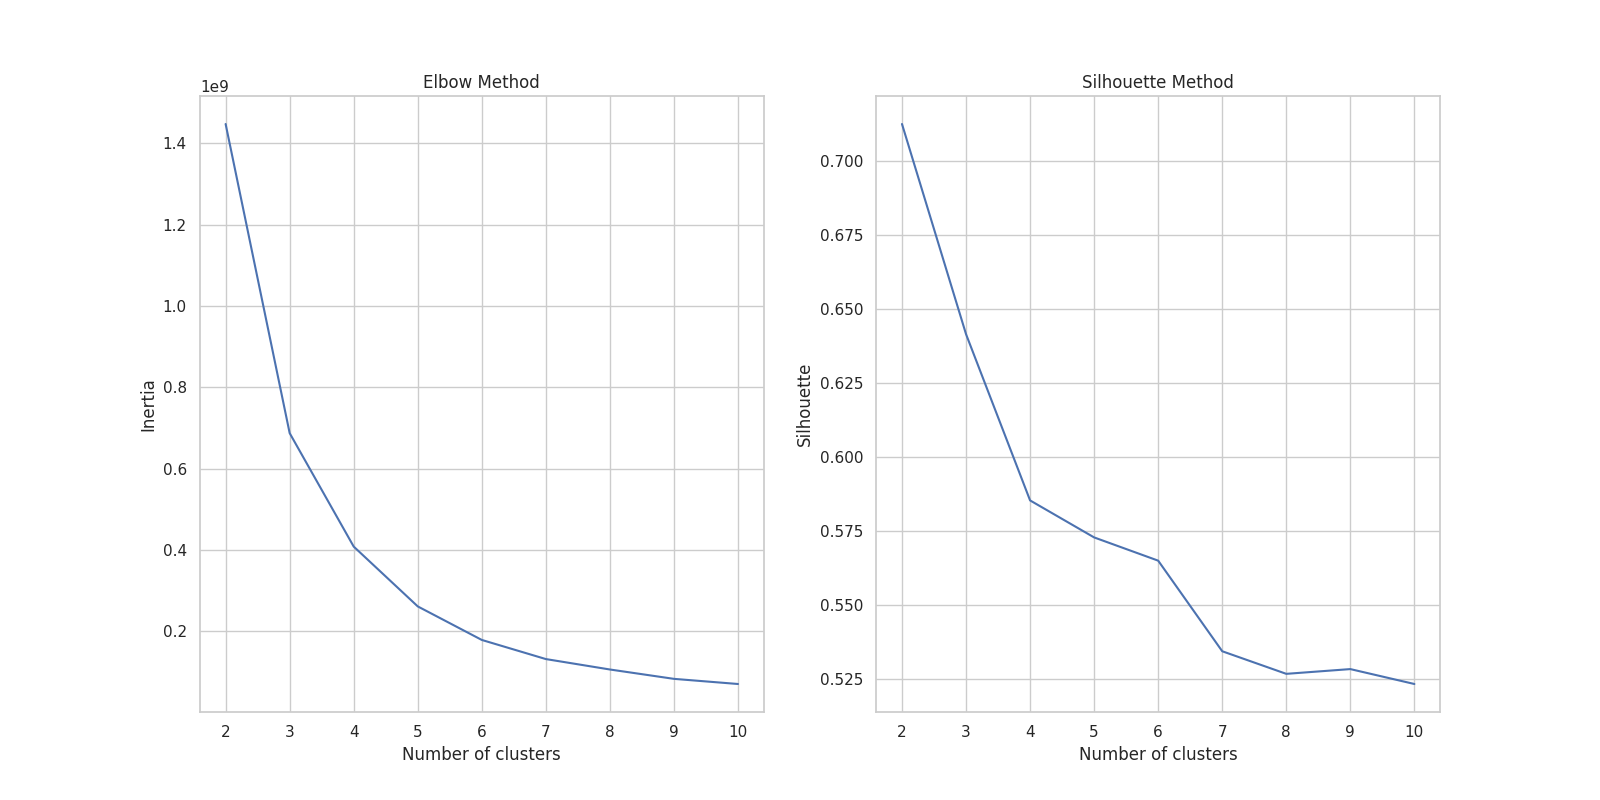 Elbow Method
1e9
1.4
1.2
1.0
0.8
0.6
0.4
0.2
Inertia
2 3 4 5 6 7 8 9 10
Number of clusters
Silhouette Method
0.700
0.675
0.650
0.625
0.600
0.575
0.550
0.525
Silhouette
2 3 4 5 6 7 8 9 10
Number of clusters